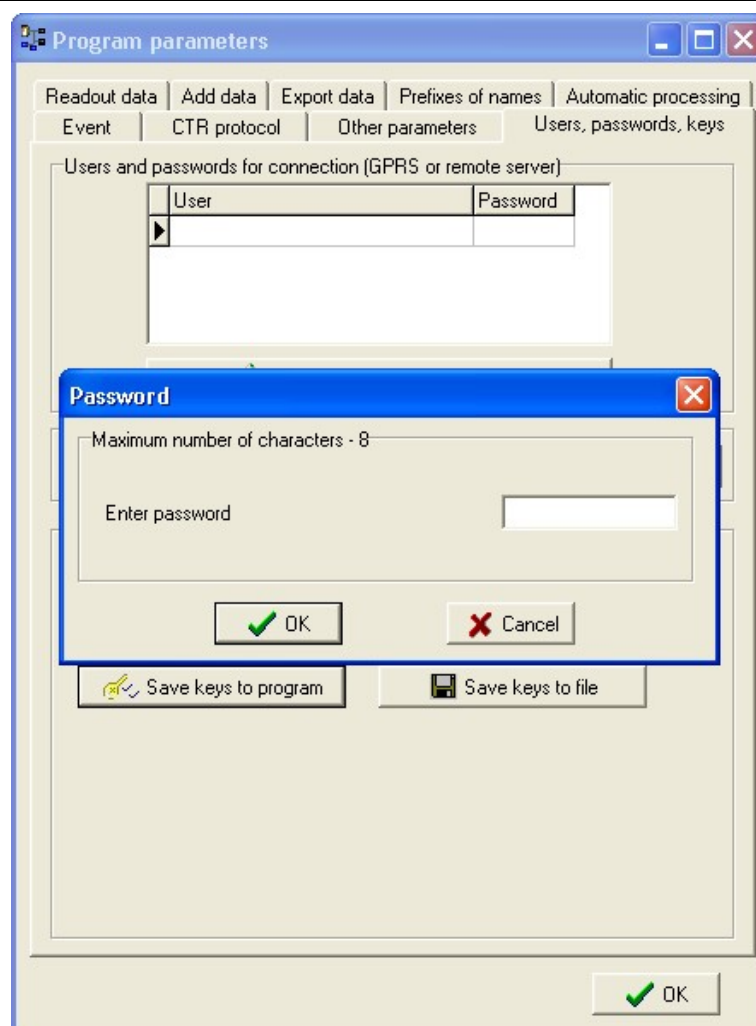 Program parameters
Readout data Add data Export data Prefixes of names Automatic processing
Event CTR protocol Other parameters Users, passwords, keys
Users and passwords for connection (GPRS or remote server)
User Password
Password
Maximum number of characters - 8
Enter password
OK Cancel
Save keys to program Save keys to file
OK